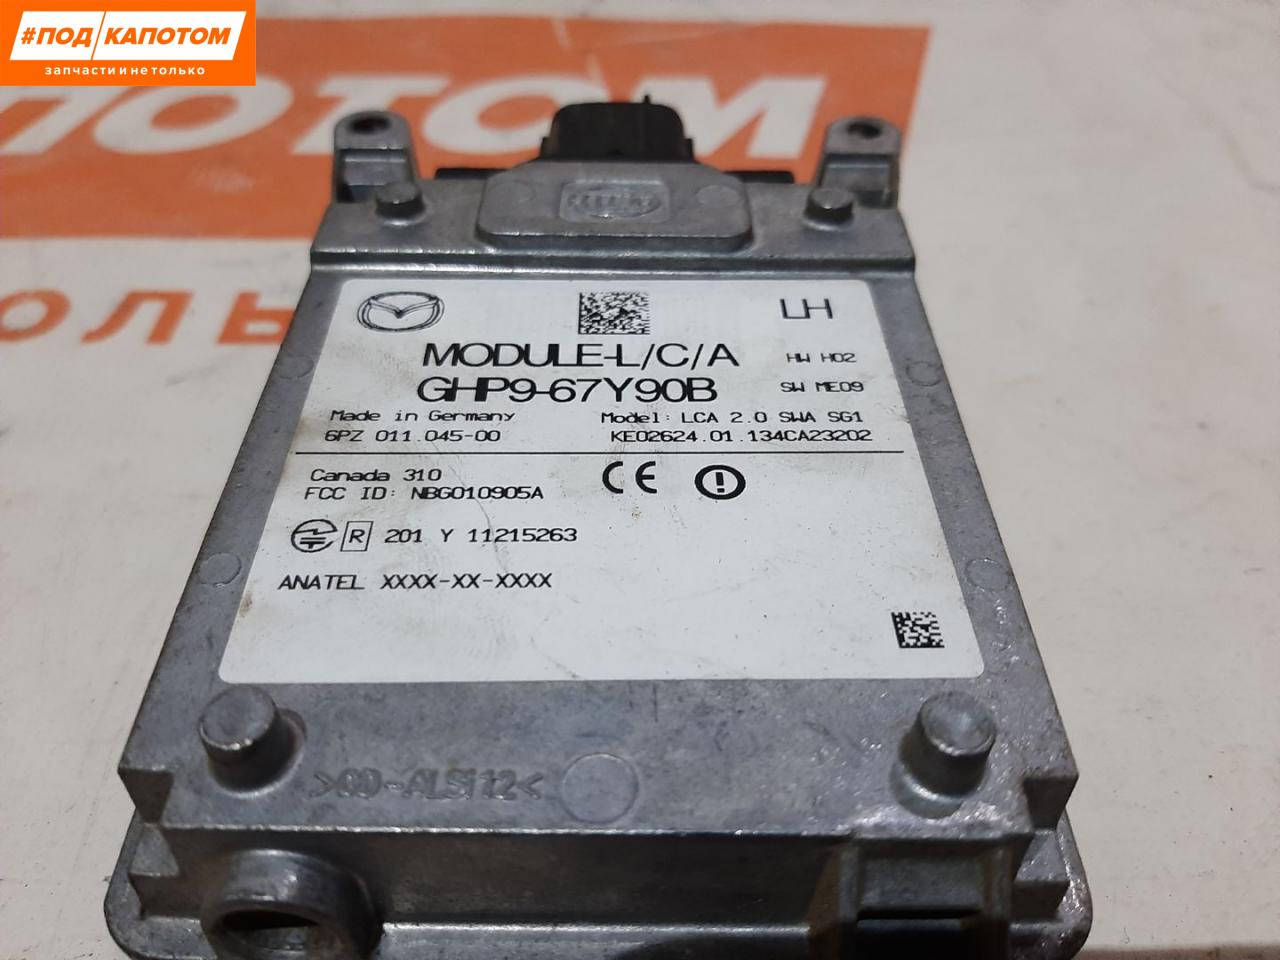 #ПОД КАПОТОМ
запчасти и не только
ПОТОМ
ОЛЬ
LH
MODULE-L/C/A
HW H02
GHP9-67Y90B
SW ME09
Made in Germany
Model: LCA 2.0 SWA SG1
6PZ 011.045-00
KE02624.01.134CA23202
Canada 310
FCC ID: NBG010905A
CE
R 201 Y 11215263
ANATEL XXXX-XX-XXXX